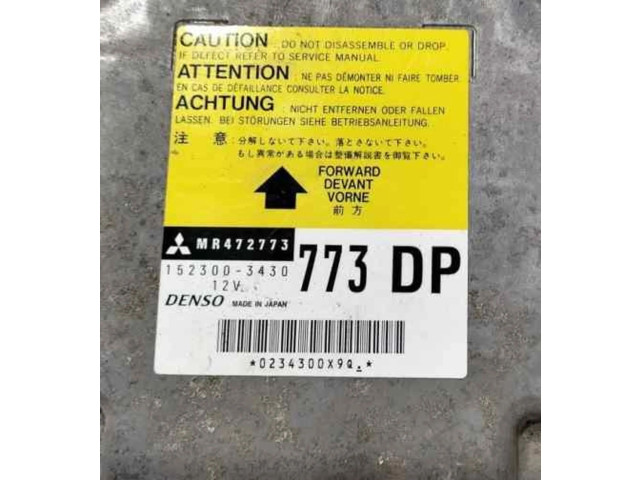 CAUTION : DO NOT DISASSEMBLE OR DROP.
IF DEFECT REFER TO SERVICE MANUAL.
ATTENTION : NE PAS DÉMONTER NI FAIRE TOMBER
EN CAS DE DÉFAILLANCE CONSULTER LA NOTICE.
ACHTUNG : NICHT ENTFERNEN ODER FALLEN
LASSEN. BEI STÖRUNGEN SIEHE BETRIEBSANLEITUNG.
注 意 : 分解しないで下さい。落とさないで下さい。
もし異常がある場合は整備解説書を御覧下さい。
FORWARD
DEVANT
VORNE
前方
MR472773
152300-3430
12V
773 DP
DENSO MADE IN JAPAN
*0234300X9Q.*